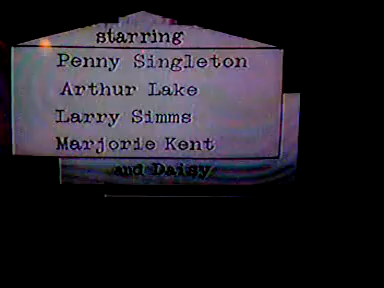 starring
Penny Singleton
Arthur Lake
Larry Simms
Marjorie Kent
and Daisy